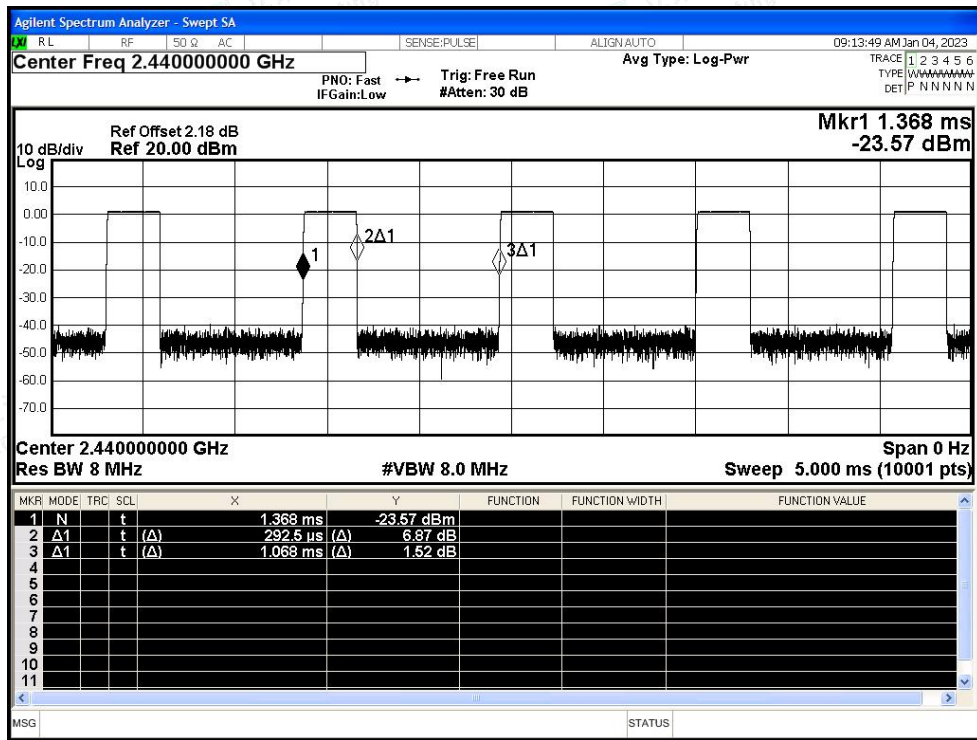 Agilent Spectrum Analyzer - Swept SA
LXI RL RF 50 Ω AC SENSE:PULSE ALIGN AUTO 09:13:49 AM Jan 04, 2023
Center Freq 2.440000000 GHz
PNO: Fast
IFGain:Low
Trig: Free Run
#Atten: 30 dB
Avg Type: Log-Pwr
TRACE 1 2 3 4 5 6
TYPE W
DET P N N N N N
Mkr1 1.368 ms
-23.57 dBm
Ref Offset 2.18 dB
10 dB/div Ref 20.00 dBm
Log
10.0
0.00
-10.0
-20.0
-30.0
-40.0
-50.0
-60.0
-70.0
1
2Δ1
3Δ1
Center 2.440000000 GHz Span 0 Hz
Res BW 8 MHz #VBW 8.0 MHz Sweep 5.000 ms (10001 pts)
MKR MODE TRC SCL X Y FUNCTION FUNCTION WIDTH FUNCTION VALUE
1 N t 1.368 ms -23.57 dBm
2 Δ1 t (Δ) 292.5 µs (Δ) 6.87 dB
3 Δ1 t (Δ) 1.068 ms (Δ) 1.52 dB
4
5
6
7
8
9
10
11
MSG STATUS